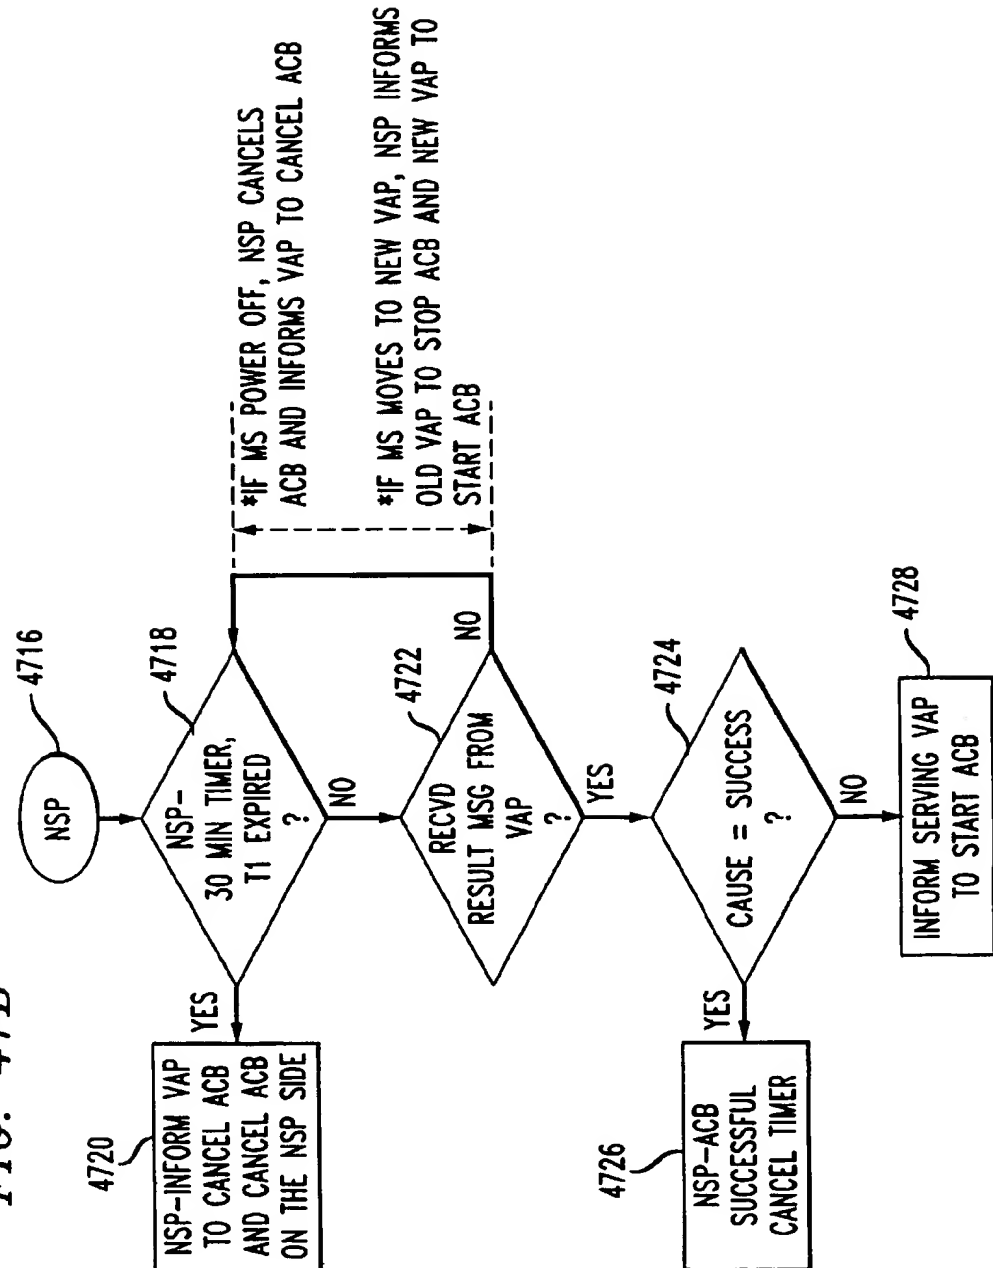 FIG.
NSP
4716
NSP-
30 MIN TIMER,
T1 EXPIRED
?
4718
YES
NO
4720
NSP-INFORM VAP
TO CANCEL ACB
AND CANCEL ACB
ON THE NSP SIDE
*IF MS POWER OFF, NSP CANCELS
ACB AND INFORMS VAP TO CANCEL ACB
*IF MS MOVES TO NEW VAP, NSP INFORMS
OLD VAP TO STOP ACB AND NEW VAP TO
START ACB
RECVD
RESULT MSG FROM
VAP
?
4722
NO
YES
CAUSE = SUCCESS
?
4724
YES
NO
4726
NSP-ACB
SUCCESSFUL
CANCEL TIMER
4728
INFORM SERVING VAP
TO START ACB